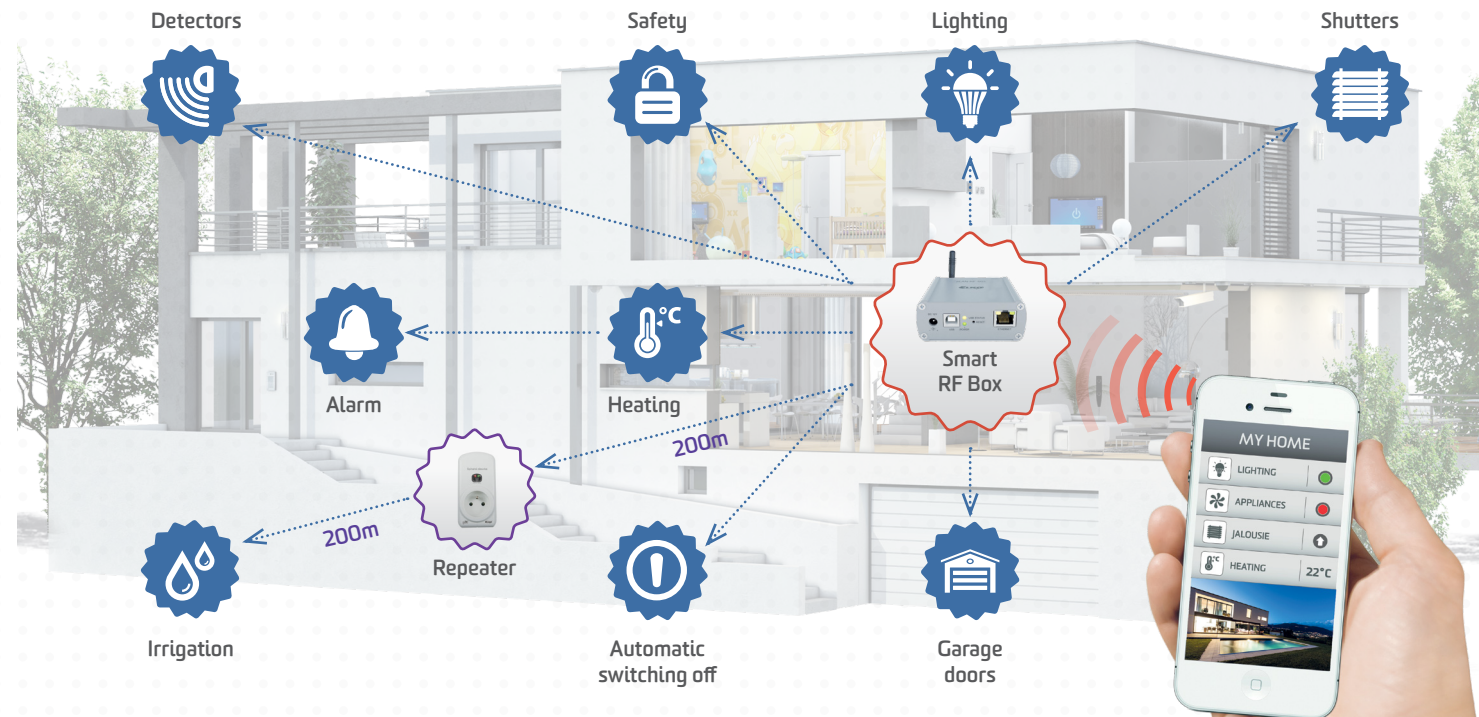 Detectors
Safety
Lighting
Shutters
°C
Smart
RF Box
Alarm
Heating
200m
MY HOME
LIGHTING
APPLIANCES
JALOUSIE
°C
HEATING
22°C
200m
Repeater
Irrigation
Automatic
switching off
Garage
doors